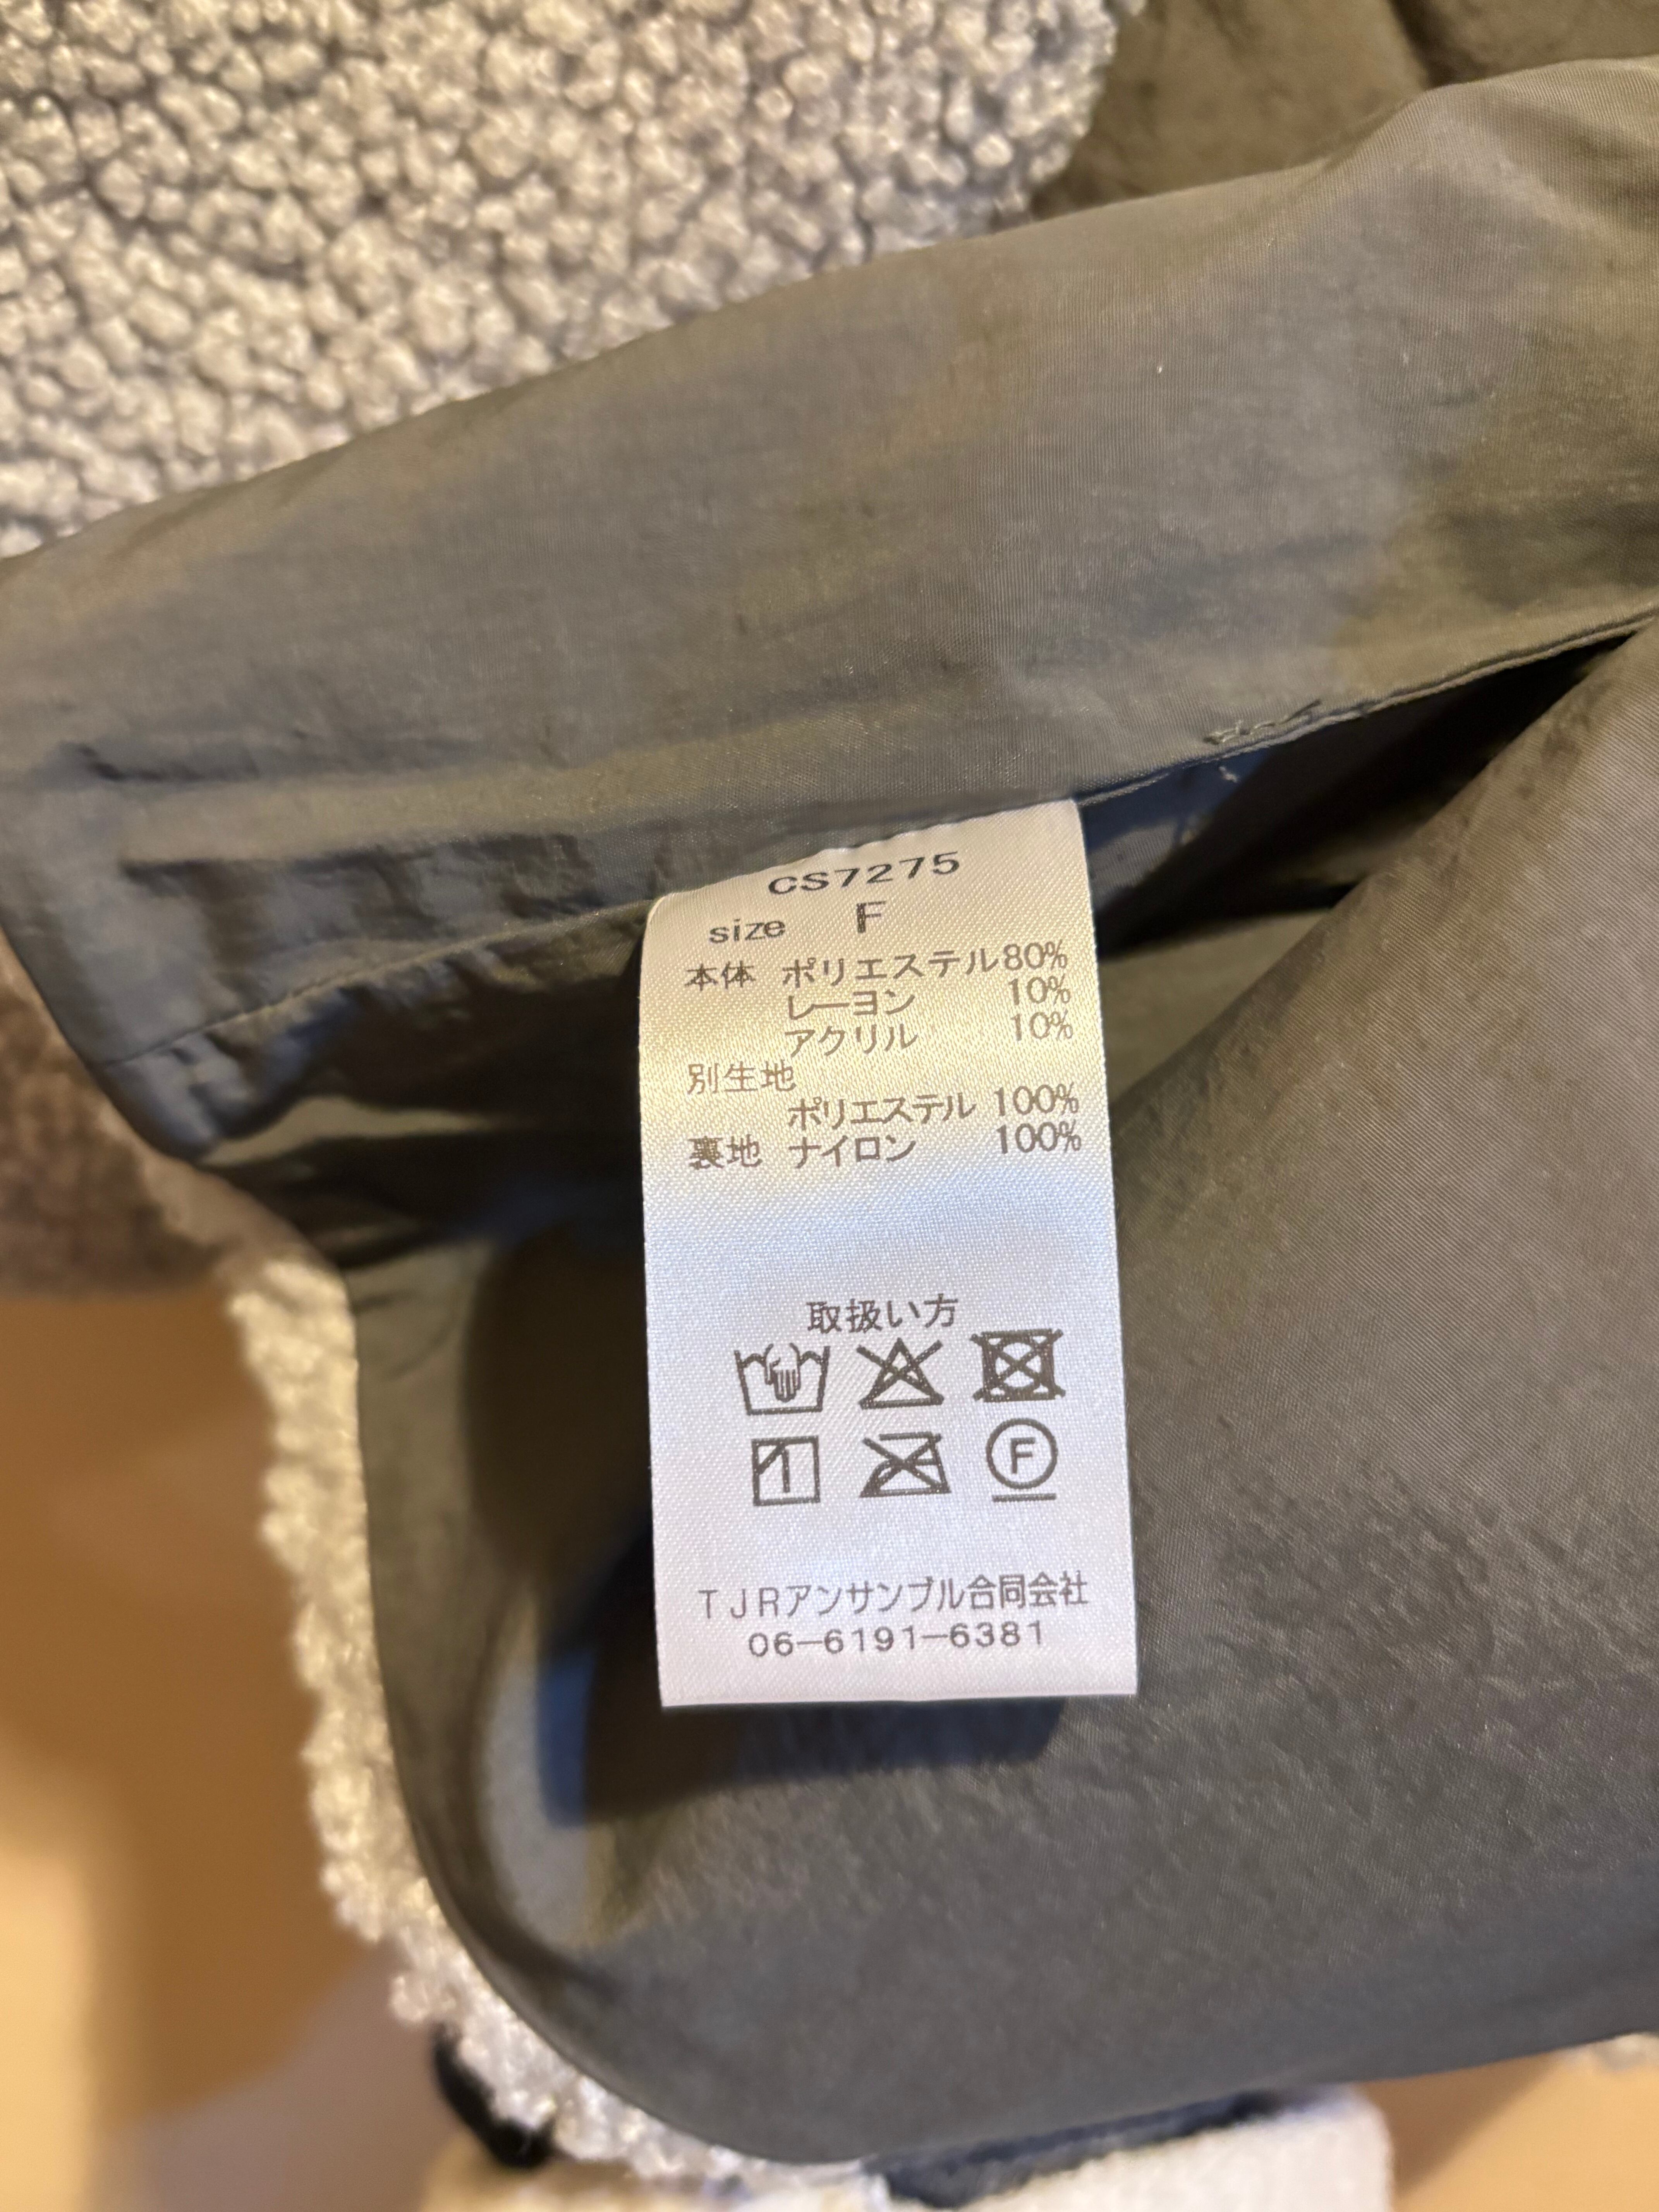 CS7275
size F
本体 ポリエステル80%
レーヨン 10%
アクリル 10%
別生地
ポリエステル 100%
裏地 ナイロン 100%
取扱い方
1
F
TJRアンサンブル合同会社
06-6191-6381